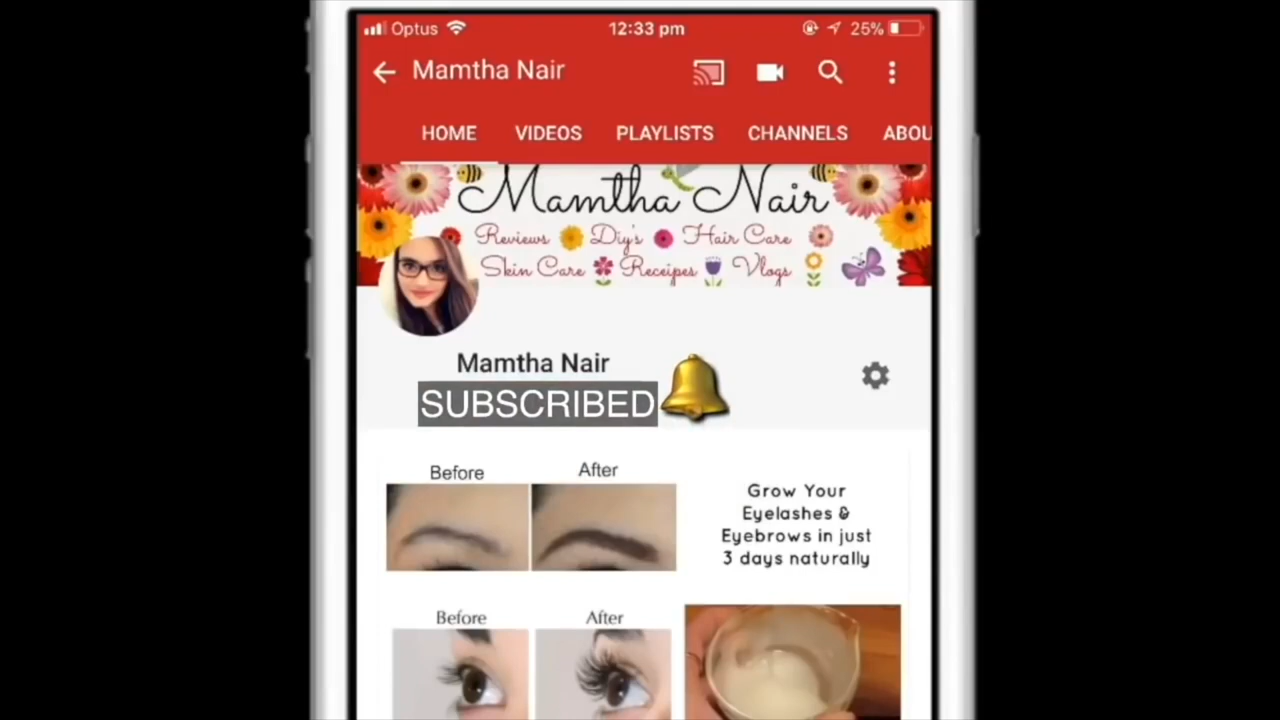 Optus 12:33 pm 25%
Mamtha Nair
HOME VIDEOS PLAYLISTS CHANNELS ABOU
Mamtha Nair
Reviews Diy's Hair Care
Skin Care Receipes Vlogs
Mamtha Nair
SUBSCRIBED
Before After
Grow Your
Eyelashes &
Eyebrows in just
3 days naturally
Before After